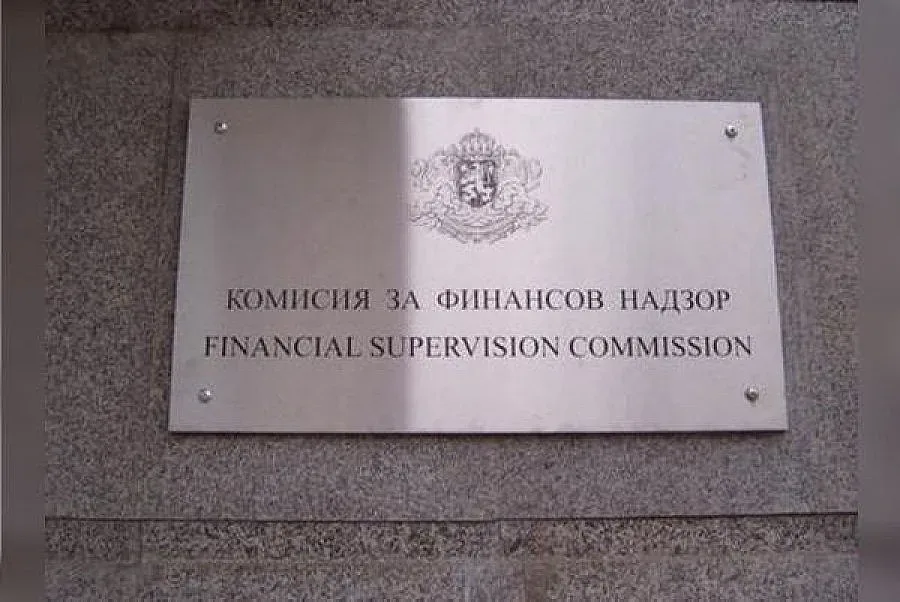 КОМИСИЯ ЗА ФИНАНСОВ НАДЗОР
FINANCIAL SUPERVISION COMMISSION